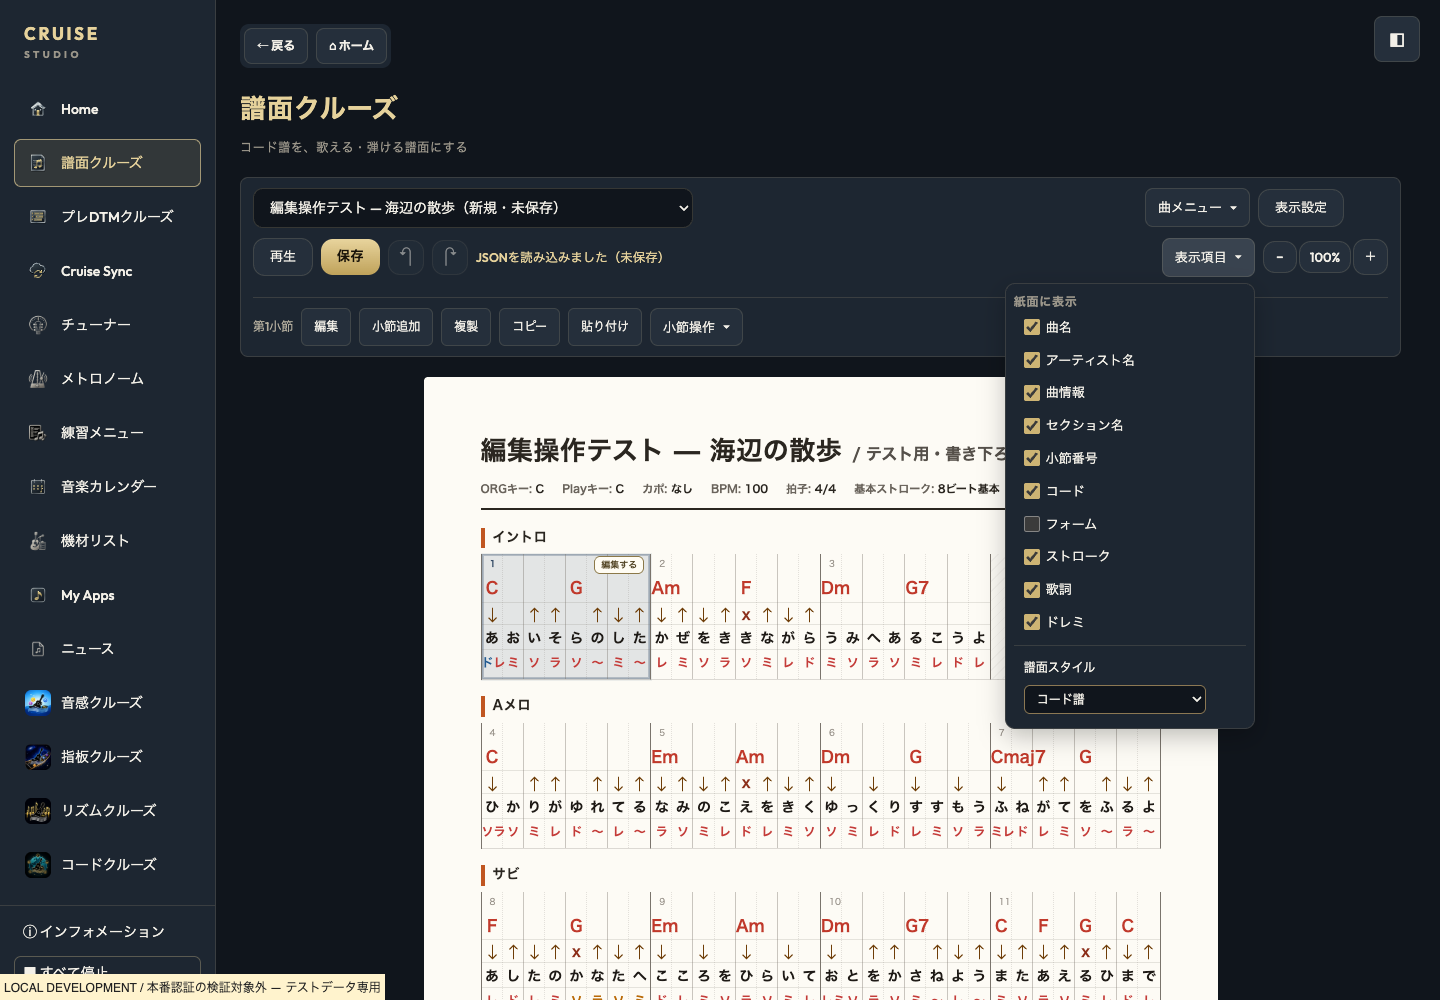 CRUISE
STUDIO
Home
譜面クルーズ
プレDTMクルーズ
Cruise Sync
チューナー
メトロノーム
練習メニュー
音楽カレンダー
機材リスト
My Apps
ニュース
音感クルーズ
指板クルーズ
リズムクルーズ
コードクルーズ
ⓘ インフォメーション
■ すべて停止
LOCAL DEVELOPMENT / 本番認証の検証対象外 — テストデータ専用
←戻る ⌂ホーム
譜面クルーズ
コード譜を、歌える・弾ける譜面にする
編集操作テスト — 海辺の散歩（新規・未保存） 曲メニュー 表示設定
再生 保存 JSONを読み込みました（未保存） 表示項目 - 100% +
第1小節 編集 小節追加 複製 コピー 貼り付け 小節操作
紙面に表示
曲名
アーティスト名
曲情報
セクション名
小節番号
コード
フォーム
ストローク
歌詞
ドレミ
譜面スタイル
コード譜
編集操作テスト — 海辺の散歩 / テスト用・書き下ろ
ORGキー: C Playキー: C カポ: なし BPM: 100 拍子: 4/4 基本ストローク: 8ビート基本
イントロ
1 編集する 2 3
C G Am F Dm G7
↓ ↑ ↑ ↑ ↓ ↑ ↓ ↑ ↓ ↑ x ↑ ↓ ↑
あ お い そ ら の し た か ぜ を き き な が ら う み へ あ る こ う よ
ドレ ミ ソ ラ ソ 〜 ミ 〜 レ ミ ソ ラ ソ ミ レ ド ミ ソ ラ ソ ミ レ ド レ
Aメロ
4 5 6 7
C Em Am Dm G Cmaj7 G
↓ ↑ ↑ ↑ ↓ ↑ ↓ ↑ ↓ ↑ x ↑ ↓ ↑ ↓ ↓ ↓ ↓ ↓ ↑ ↑ ↑ ↓ ↑
ひ か り が ゆ れ て る な み の こ え を き く ゆ っ く り す す も う ふ ね が て を ふ る よ
ソラ ソ ミ レ ド 〜 レ 〜 ラ ソ ミ レ ド レ ミ ソ ソ ミ レ ド レ ミ ソ ラ ミレ ド レ ミ ソ 〜 ラ 〜
サビ
8 9 10 11
F G Em Am Dm G7 C F G C
↓ ↑ ↓ ↑ x ↑ ↓ ↑ ↓ ↓ ↓ ↓ ↓ ↑ ↑ ↑ ↓ ↑ ↓ ↑ ↓ ↑ x ↑ ↓ ↑
あ し た の か な た へ こ こ ろ を ひ ら い て お と を か さ ね よ う ま た あ え る ひ ま で